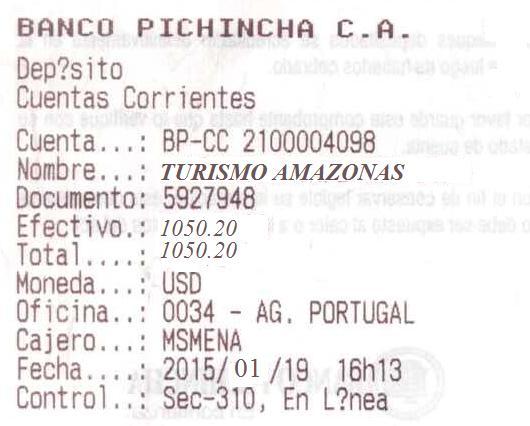 BANCO PICHINCHA C.A.
Dep?sito
Cuentas Corrientes
Cuenta...: BP-CC 2100004098
Nombre...: TURISMO AMAZONAS
Documento: 5927948
Efectivo.: 1050.20
Total....: 1050.20
Moneda...: USD
Oficina..: 0034 - AG. PORTUGAL
Cajero...: MSMENA
Fecha....: 2015/ 01 /19 16h13
Control..: Sec-310, En L?nea